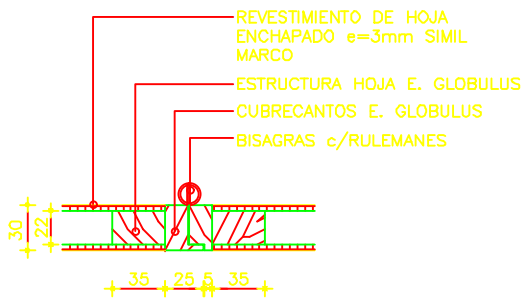 REVESTIMIENTO DE HOJA
ENCHAPADO e=3mm SIMIL
MARCO
ESTRUCTURA HOJA E. GLOBULUS
CUBRECANTOS E. GLOBULUS
BISAGRAS c/RULEMANES
30
22
35
25
5
35